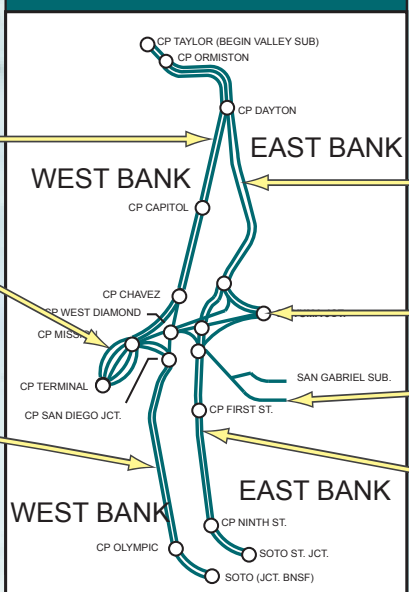 CP TAYLOR (BEGIN VALLEY SUB)
CP ORMISTON
CP DAYTON
EAST BANK
WEST BANK
CP CAPITOL
CP CHAVEZ
CP WEST DIAMOND
CP MISSION
CP TERMINAL
SAN GABRIEL SUB.
CP SAN DIEGO JCT.
CP FIRST ST.
EAST BANK
WEST BANK
CP NINTH ST.
CP OLYMPIC
SOTO ST. JCT.
SOTO (JCT. BNSF)